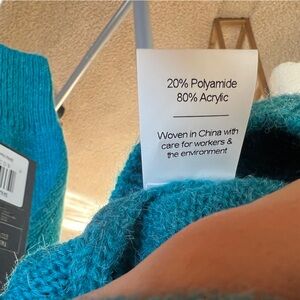 20% Polyamide
80% Acrylic
Woven in China with
care for workers &
the environment